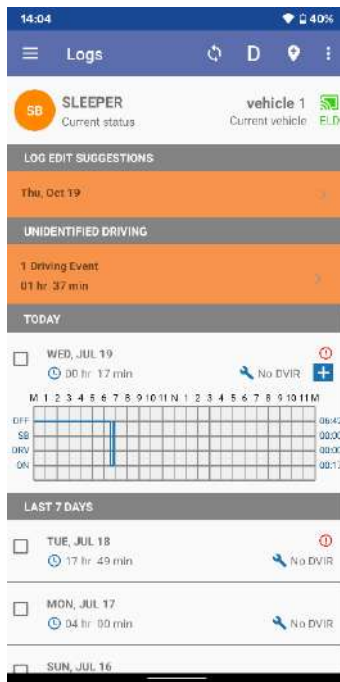 14:04
40%
Logs
D
SB
SLEEPER
vehicle 1
Current status
Current vehicle
ELD
LOG EDIT SUGGESTIONS
Thu, Oct 19
UNIDENTIFIED DRIVING
1 Driving Event
01 hr 37 min
TODAY
WED, JUL 19
00 hr 17 min
No DVIR
M 1 2 3 4 5 6 7 8 9 10 11 N 1 2 3 4 5 6 7 8 9 10 11 M
OFF
SB 00:00
DRV 00:00
ON
LAST 7 DAYS
TUE, JUL 18
17 hr 49 min
No DVIR
MON, JUL 17
04 hr 00 min
No DVIR
SUN, JUL 16